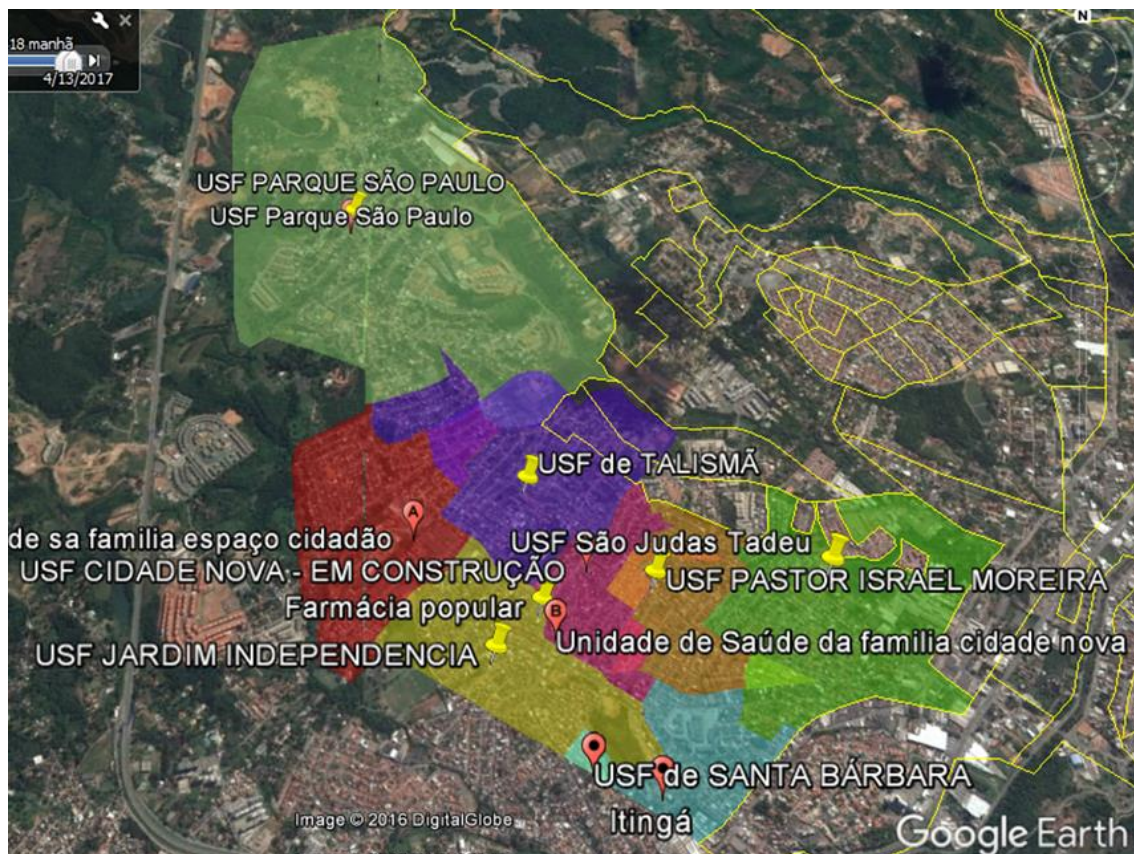 N
18 manhã
4/13/2017
USF PARQUE SÃO PAULO
USF Parque São Paulo
USF de TALISMÃ
A
de sa familia espaço cidadão
USF São Judas Tadeu
USF CIDADE NOVA - EM CONSTRUÇÃO
USF PASTOR ISRAEL MOREIRA
Farmácia popular
B
Unidade de Saúde da familia cidade nova
USF JARDIM INDEPENDENCIA
USF de SANTA BÁRBARA
Itingá
Image © 2016 DigitalGlobe
Google Earth